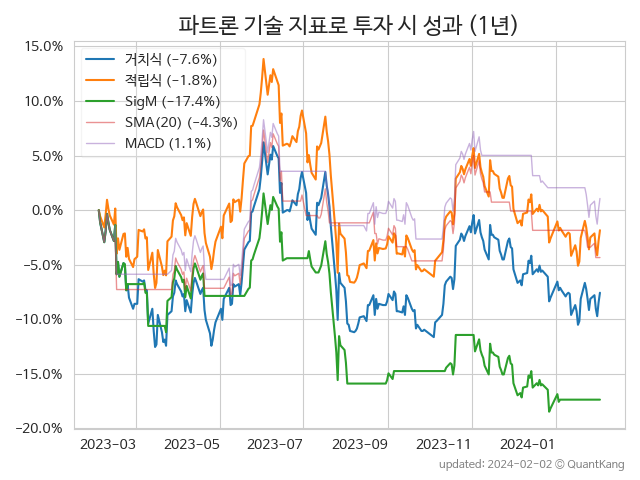 파트론 기술 지표로 투자 시 성과 (1년)
15.0%
10.0%
5.0%
0.0%
−5.0%
−10.0%
−15.0%
−20.0%
거치식 (−7.6%)
적립식 (−1.8%)
SigM (−17.4%)
SMA(20) (−4.3%)
MACD (1.1%)
2023−03
2023−05
2023−07
2023−09
2023−11
2024−01
updated: 2024−02−02 © QuantKang